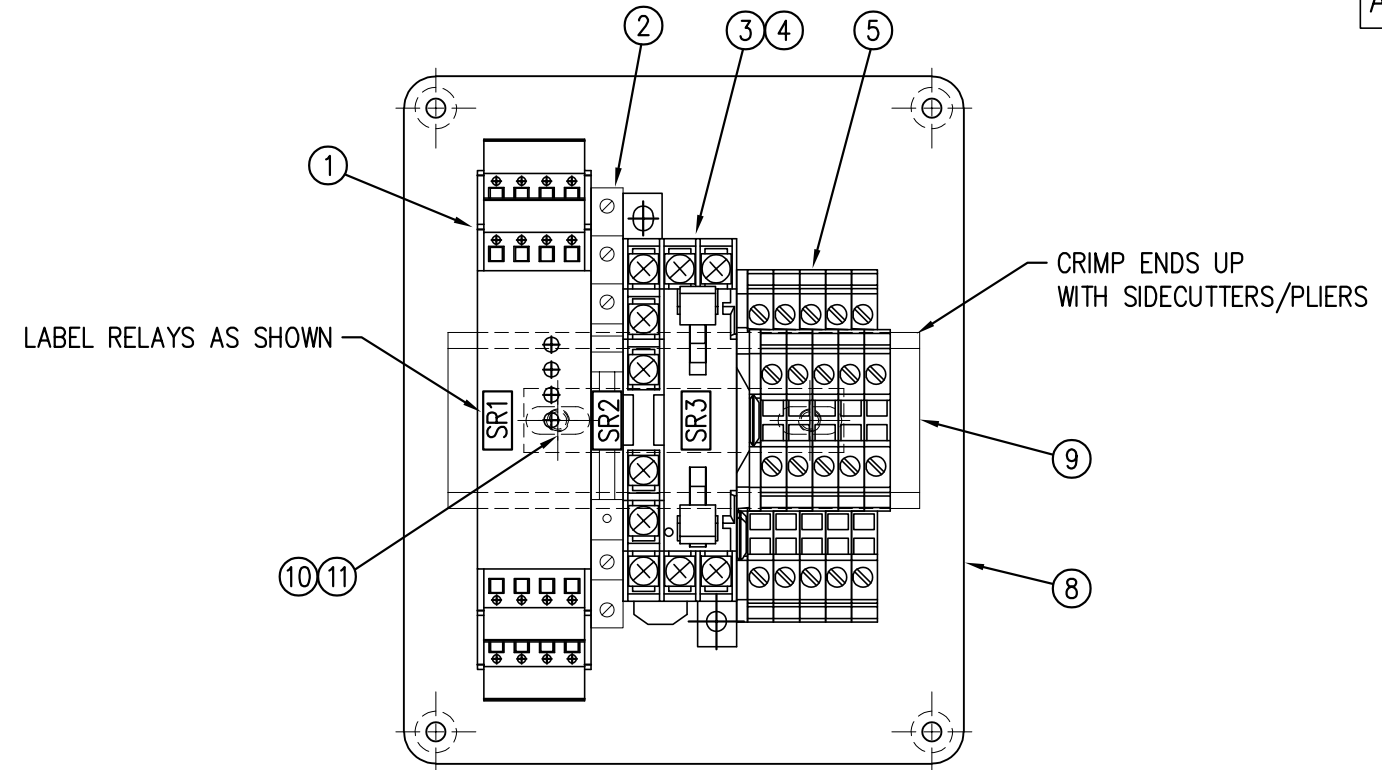 2
3 4
5
1
CRIMP ENDS UP
WITH SIDECUTTERS/PLIERS
LABEL RELAYS AS SHOWN
SR1
SR2
SR3
9
10 11
8